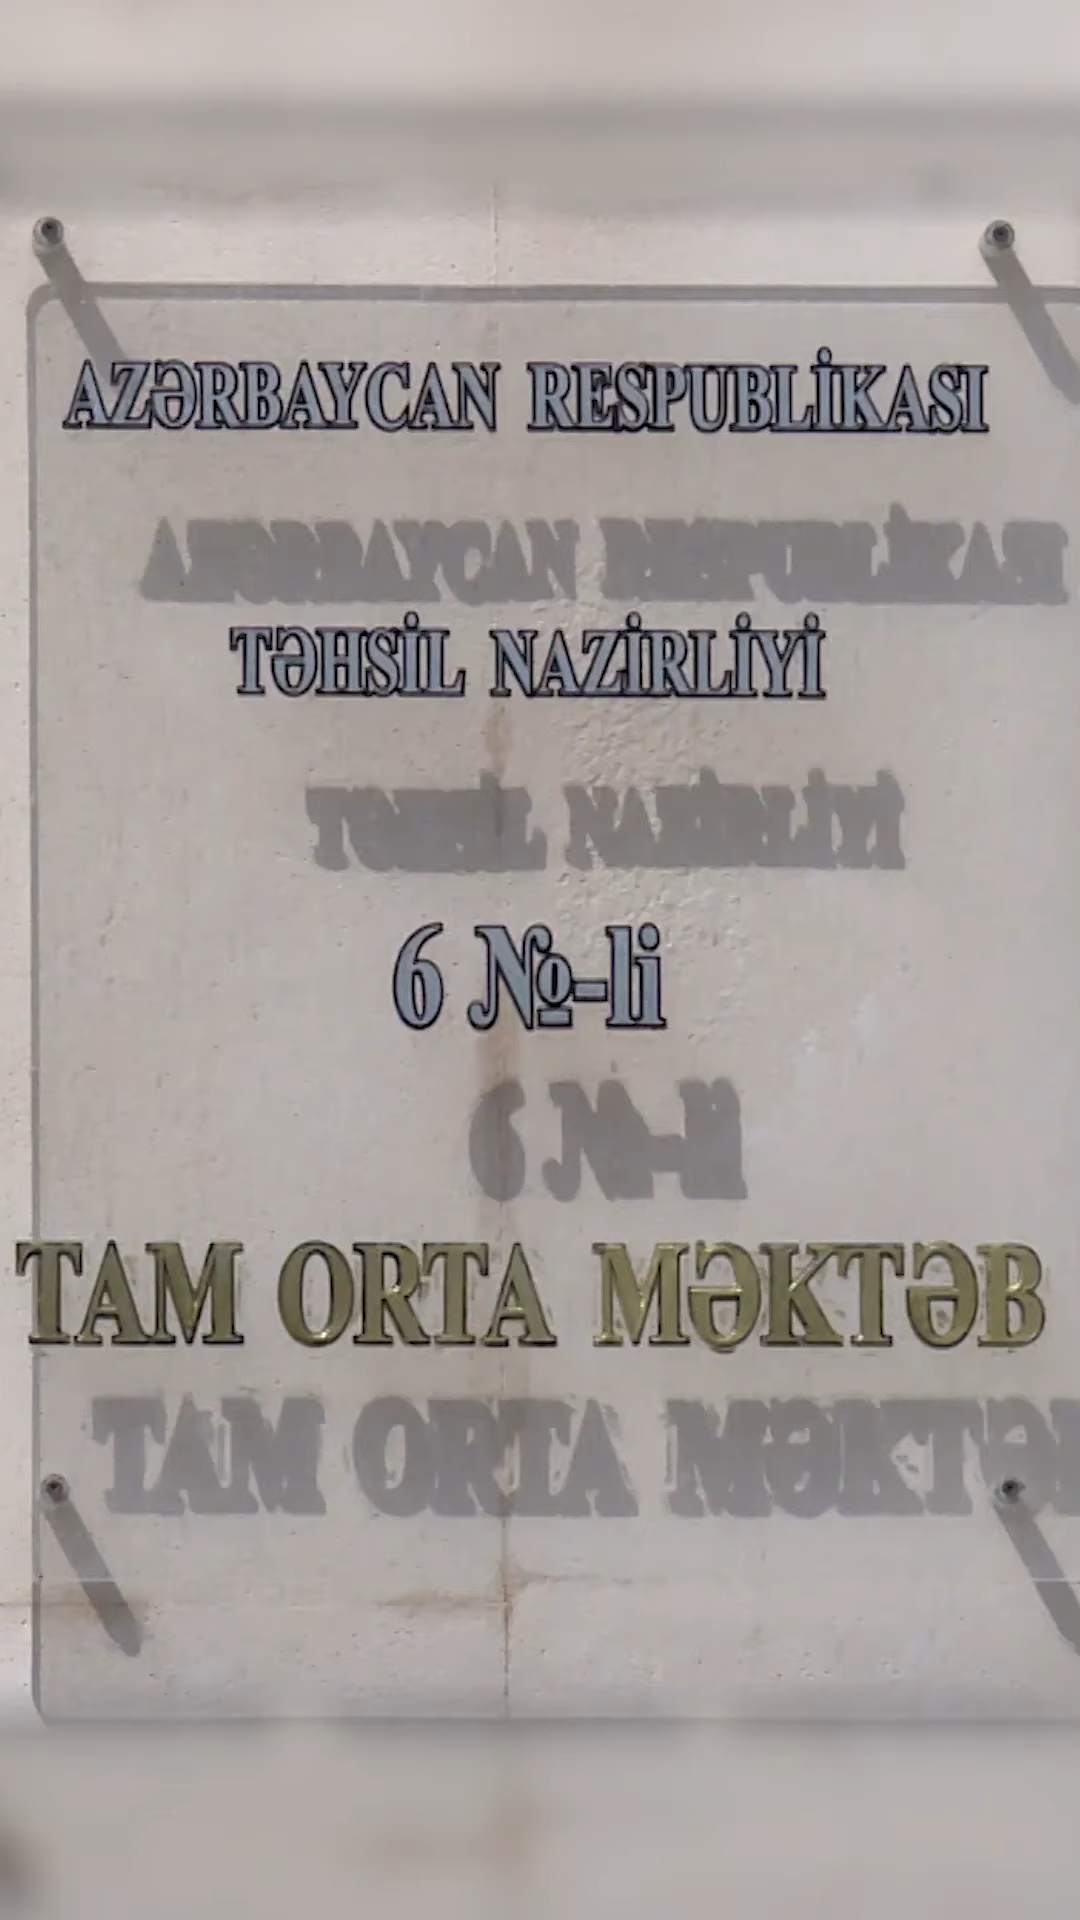 AZƏRBAYCAN RESPUBLİKASI
TƏHSİL NAZİRLİYİ
6 №-li
TAM ORTA MƏKTƏB